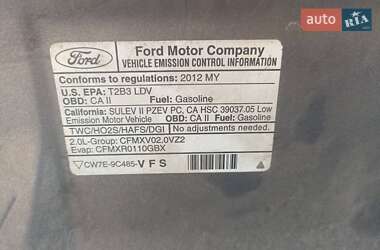 auto RIA.com
Ford
Ford Motor Company
VEHICLE EMISSION CONTROL INFORMATION
Conforms to regulations: 2012 MY
U.S. EPA: T2B3 LDV
OBD: CA II Fuel: Gasoline
California: SULEV II PZEV PC, CA HSC 39037.05 Low
Emission Motor Vehicle OBD: CA II Fuel: Gasoline
TWC/HO2S/HAFS/DGI No adjustments needed.
2.0L-Group: CFMXV02.0VZ2
Evap: CFMXR0110GBX
CW7E-9C485-VFS